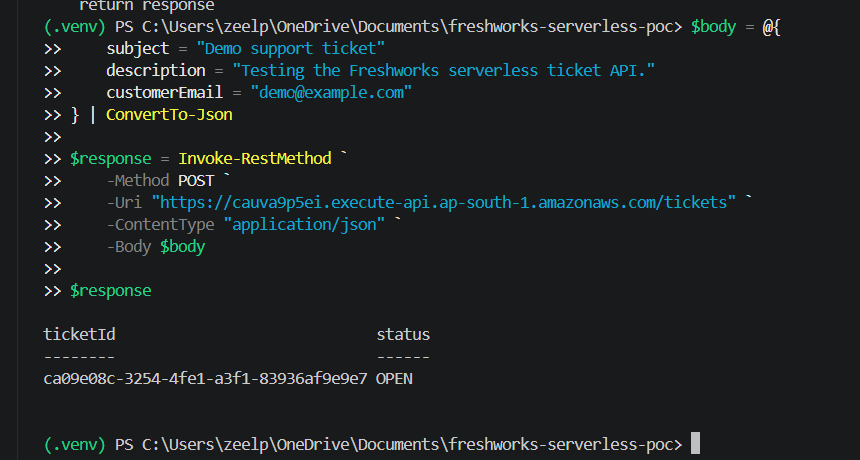 return response
(.venv) PS C:\Users\zeelp\OneDrive\Documents\freshworks-serverless-poc> $body = @{
>>     subject = "Demo support ticket"
>>     description = "Testing the Freshworks serverless ticket API."
>>     customerEmail = "demo@example.com"
>> } | ConvertTo-Json
>>
>> $response = Invoke-RestMethod `
>>     -Method POST `
>>     -Uri "https://cauva9p5ei.execute-api.ap-south-1.amazonaws.com/tickets" `
>>     -ContentType "application/json" `
>>     -Body $body
>>
>> $response
ticketId                             status
--------                             ------
ca09e08c-3254-4fe1-a3f1-83936af9e9e7 OPEN
(.venv) PS C:\Users\zeelp\OneDrive\Documents\freshworks-serverless-poc>